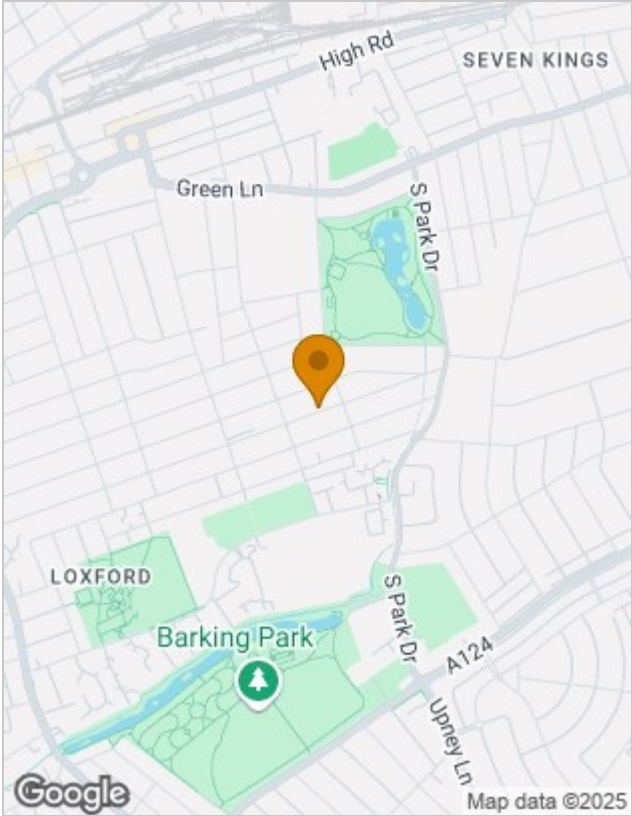 High Rd
SEVEN KINGS
Green Ln
S Park Dr
LOXFORD
S Park Dr
Barking Park
A124
Upney Ln
Google
Map data ©2025